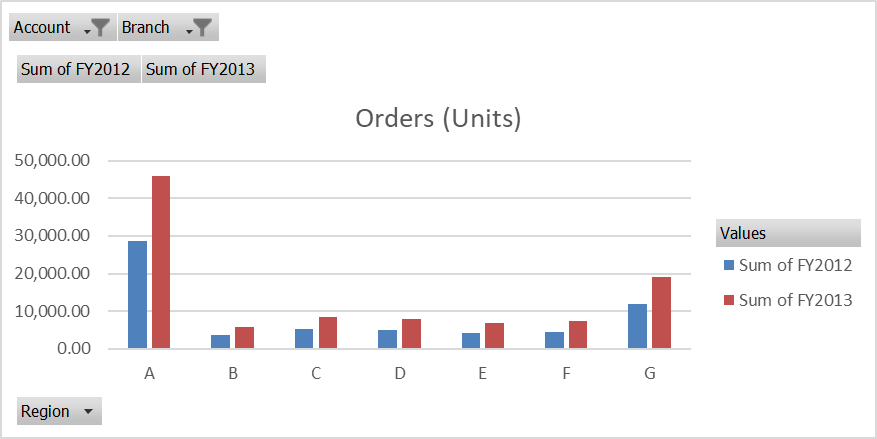 Account Branch
Sum of FY2012 Sum of FY2013
Orders (Units)
50,000.00
40,000.00
30,000.00
20,000.00
10,000.00
0.00
A B C D E F G
Values
Sum of FY2012
Sum of FY2013
Region